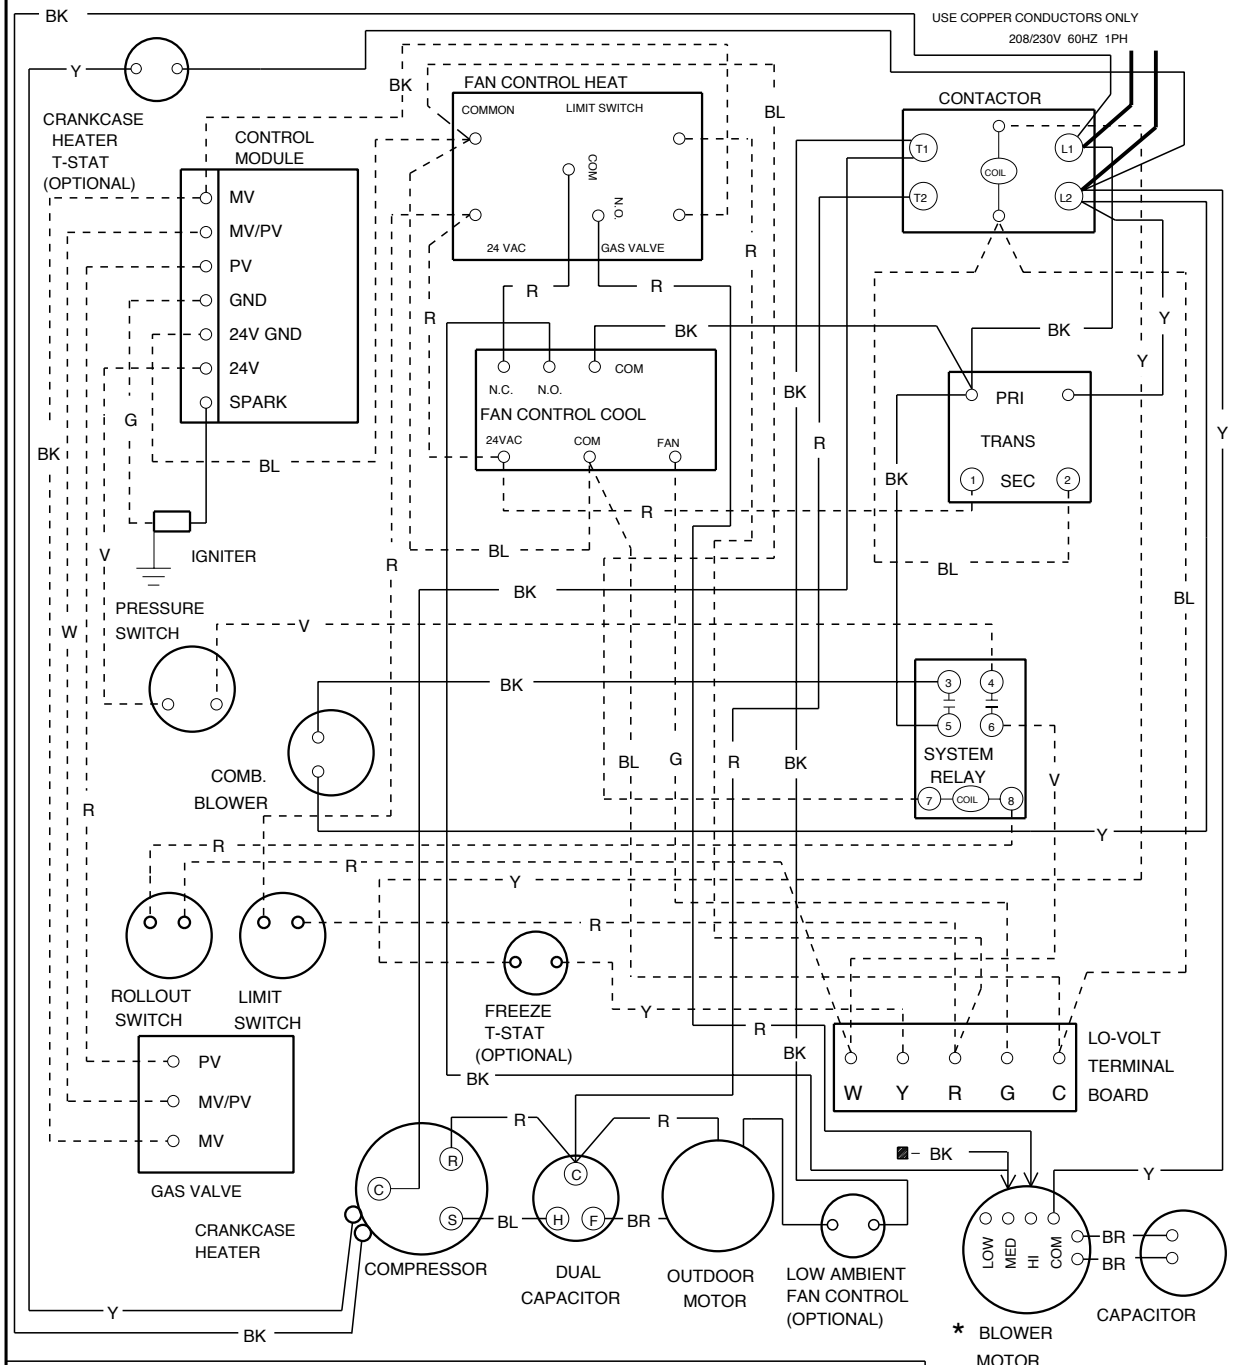 BK
USE COPPER CONDUCTORS ONLY
208/230V 60HZ 1PH
Y
CRANKCASE
HEATER
T-STAT
(OPTIONAL)
CONTROL
MODULE
MV
MV/PV
PV
GND
24V GND
24V
SPARK
BK
FAN CONTROL HEAT
COMMON
LIMIT SWITCH
COM
N.O.
24 VAC
GAS VALVE
BL
CONTACTOR
T1
T2
COIL
L1
L2
R
R
R
R
BK
BK
Y
Y
Y
N.C.
N.O.
COM
FAN CONTROL COOL
24VAC
COM
FAN
PRI
TRANS
1
SEC
2
BK
R
BK
G
BK
BL
R
BL
BL
BL
IGNITER
V
R
BK
PRESSURE
SWITCH
W
V
BK
3
4
5
6
SYSTEM
RELAY
7
COIL
8
COMB.
BLOWER
BL
G
R
BK
V
R
Y
R
R
Y
R
ROLLOUT
SWITCH
LIMIT
SWITCH
FREEZE
T-STAT
(OPTIONAL)
Y
R
BK
BK
W
Y
R
G
C
LO-VOLT
TERMINAL
BOARD
PV
MV/PV
MV
GAS VALVE
R
R
BK
Y
R
C
S
BL
C
H
F
BR
LOW
MED
HI
COM
BR
BR
CRANKCASE
HEATER
COMPRESSOR
DUAL
CAPACITOR
OUTDOOR
MOTOR
LOW AMBIENT
FAN CONTROL
(OPTIONAL)
CAPACITOR
Y
BK
* BLOWER
MOTOR